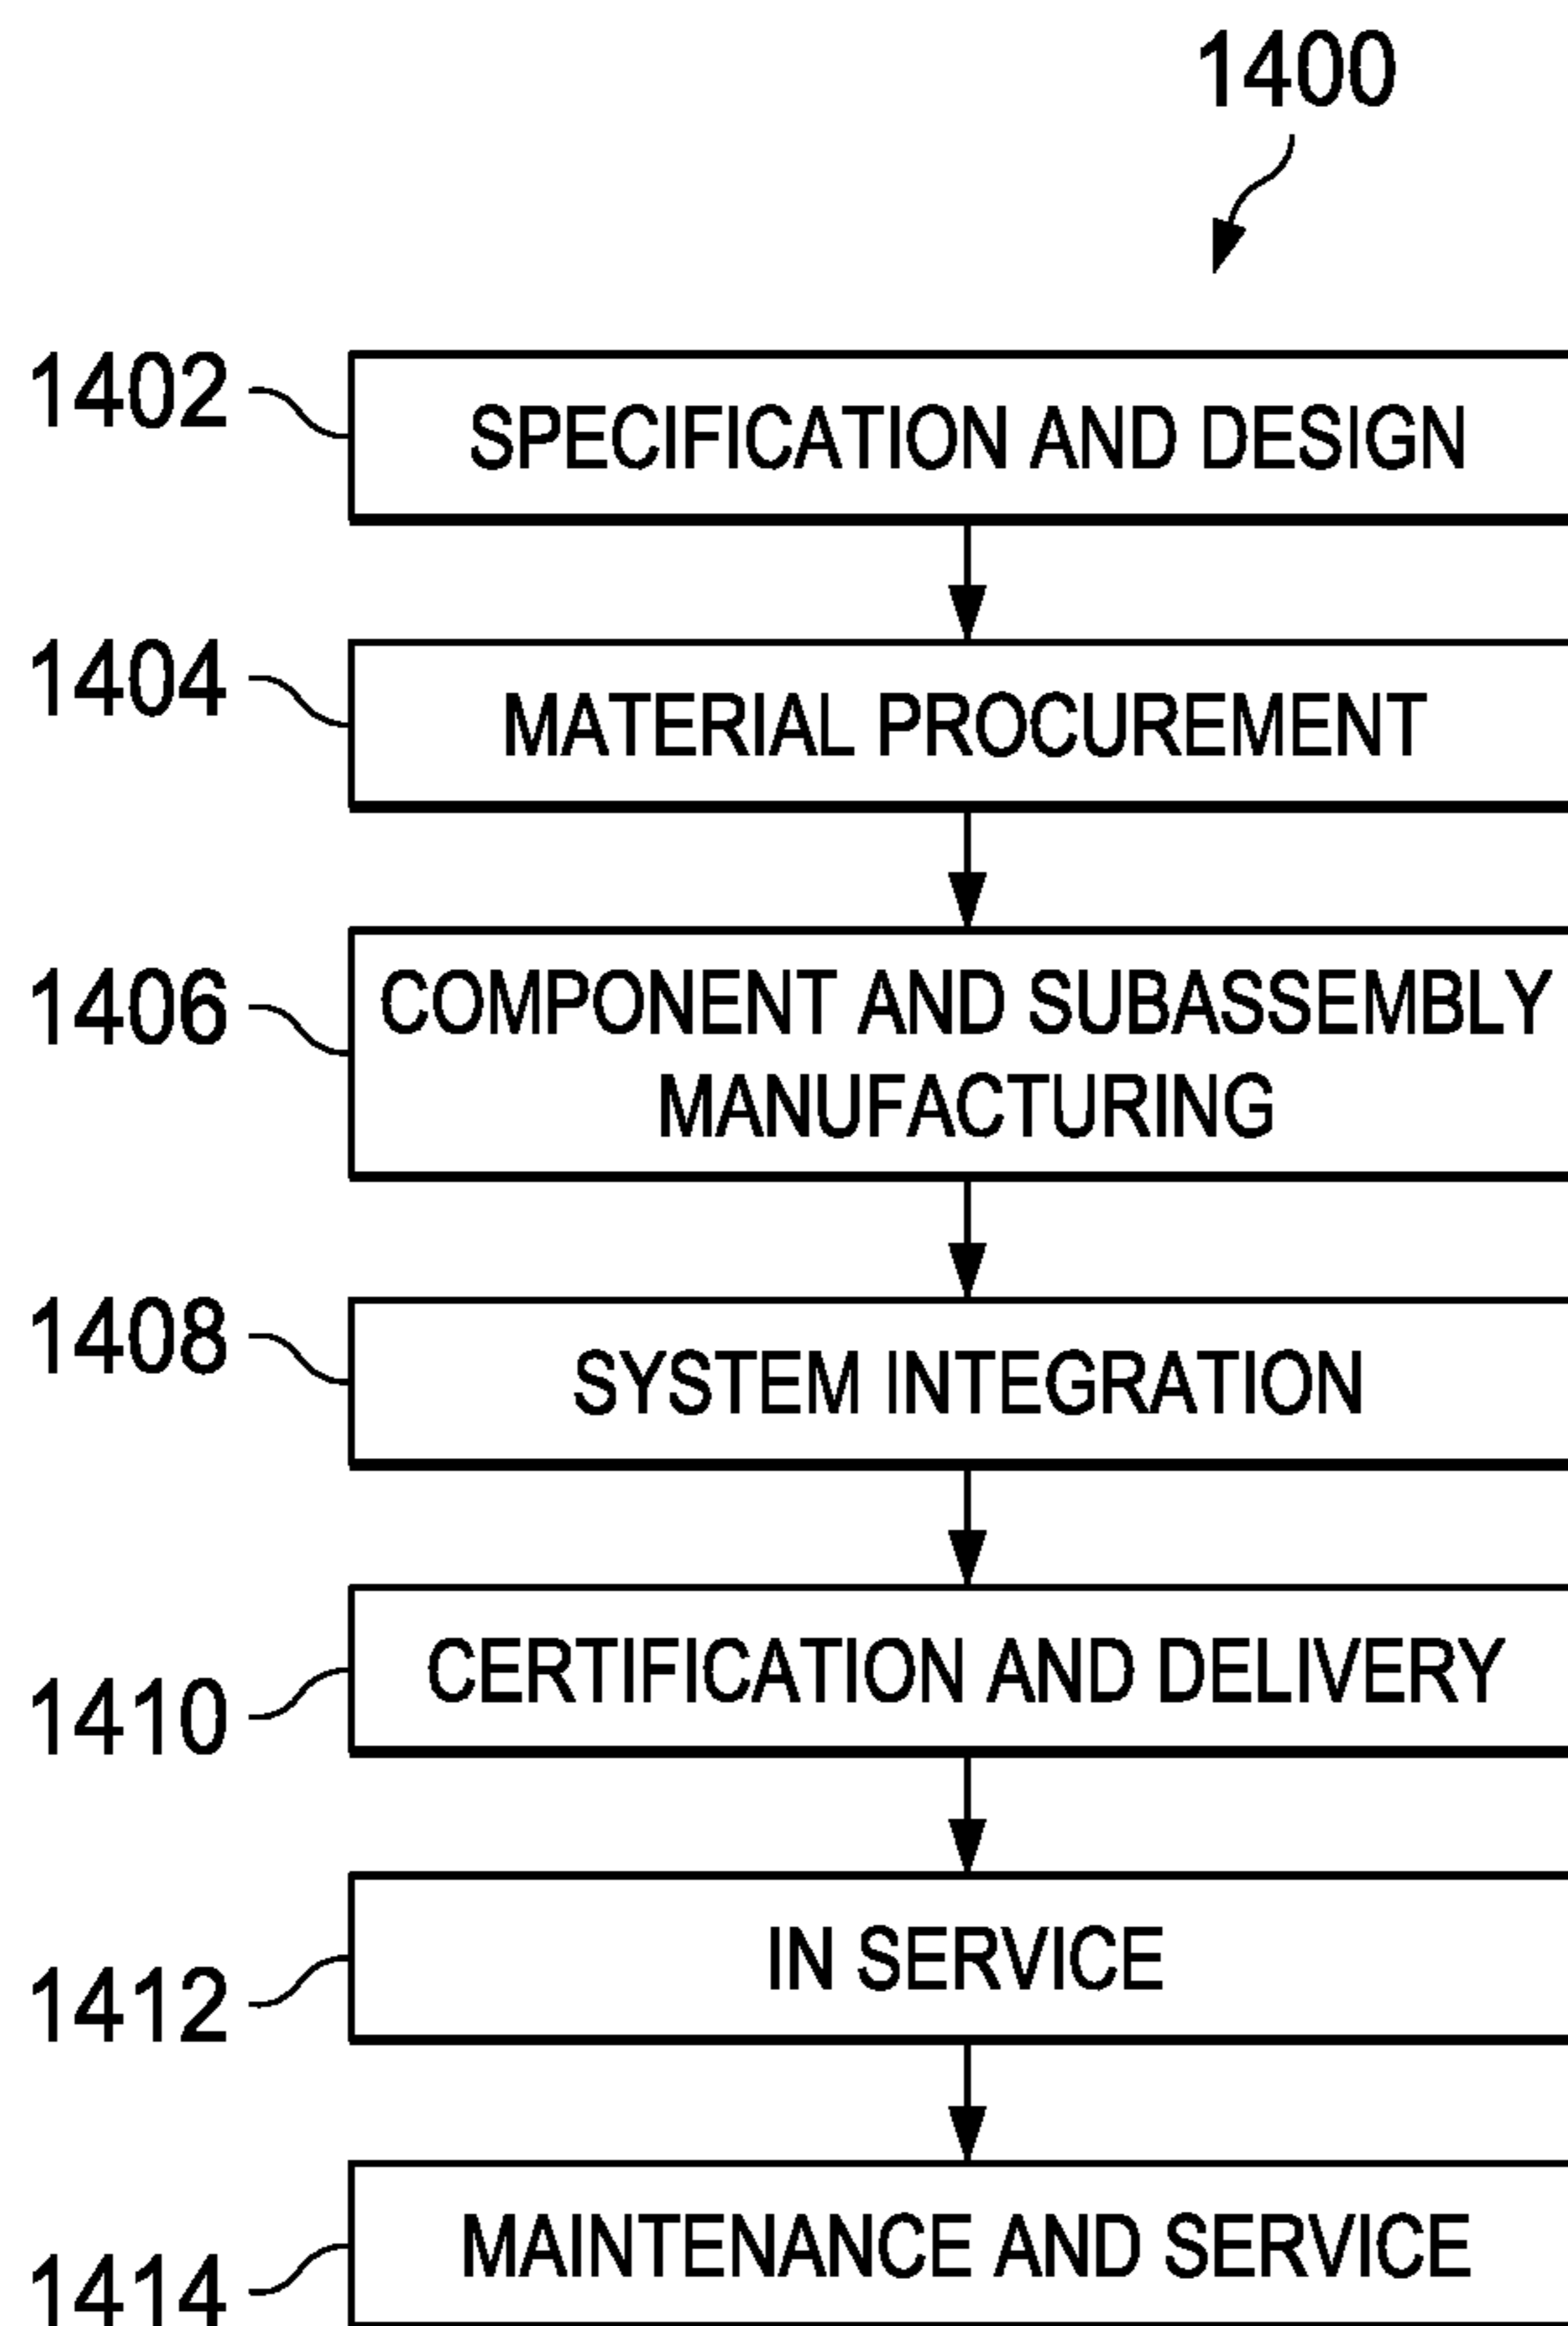 1400
1402
SPECIFICATION AND DESIGN
1404
MATERIAL PROCUREMENT
1406
COMPONENT AND SUBASSEMBLY
MANUFACTURING
1408
SYSTEM INTEGRATION
1410
CERTIFICATION AND DELIVERY
1412
IN SERVICE
1414
MAINTENANCE AND SERVICE